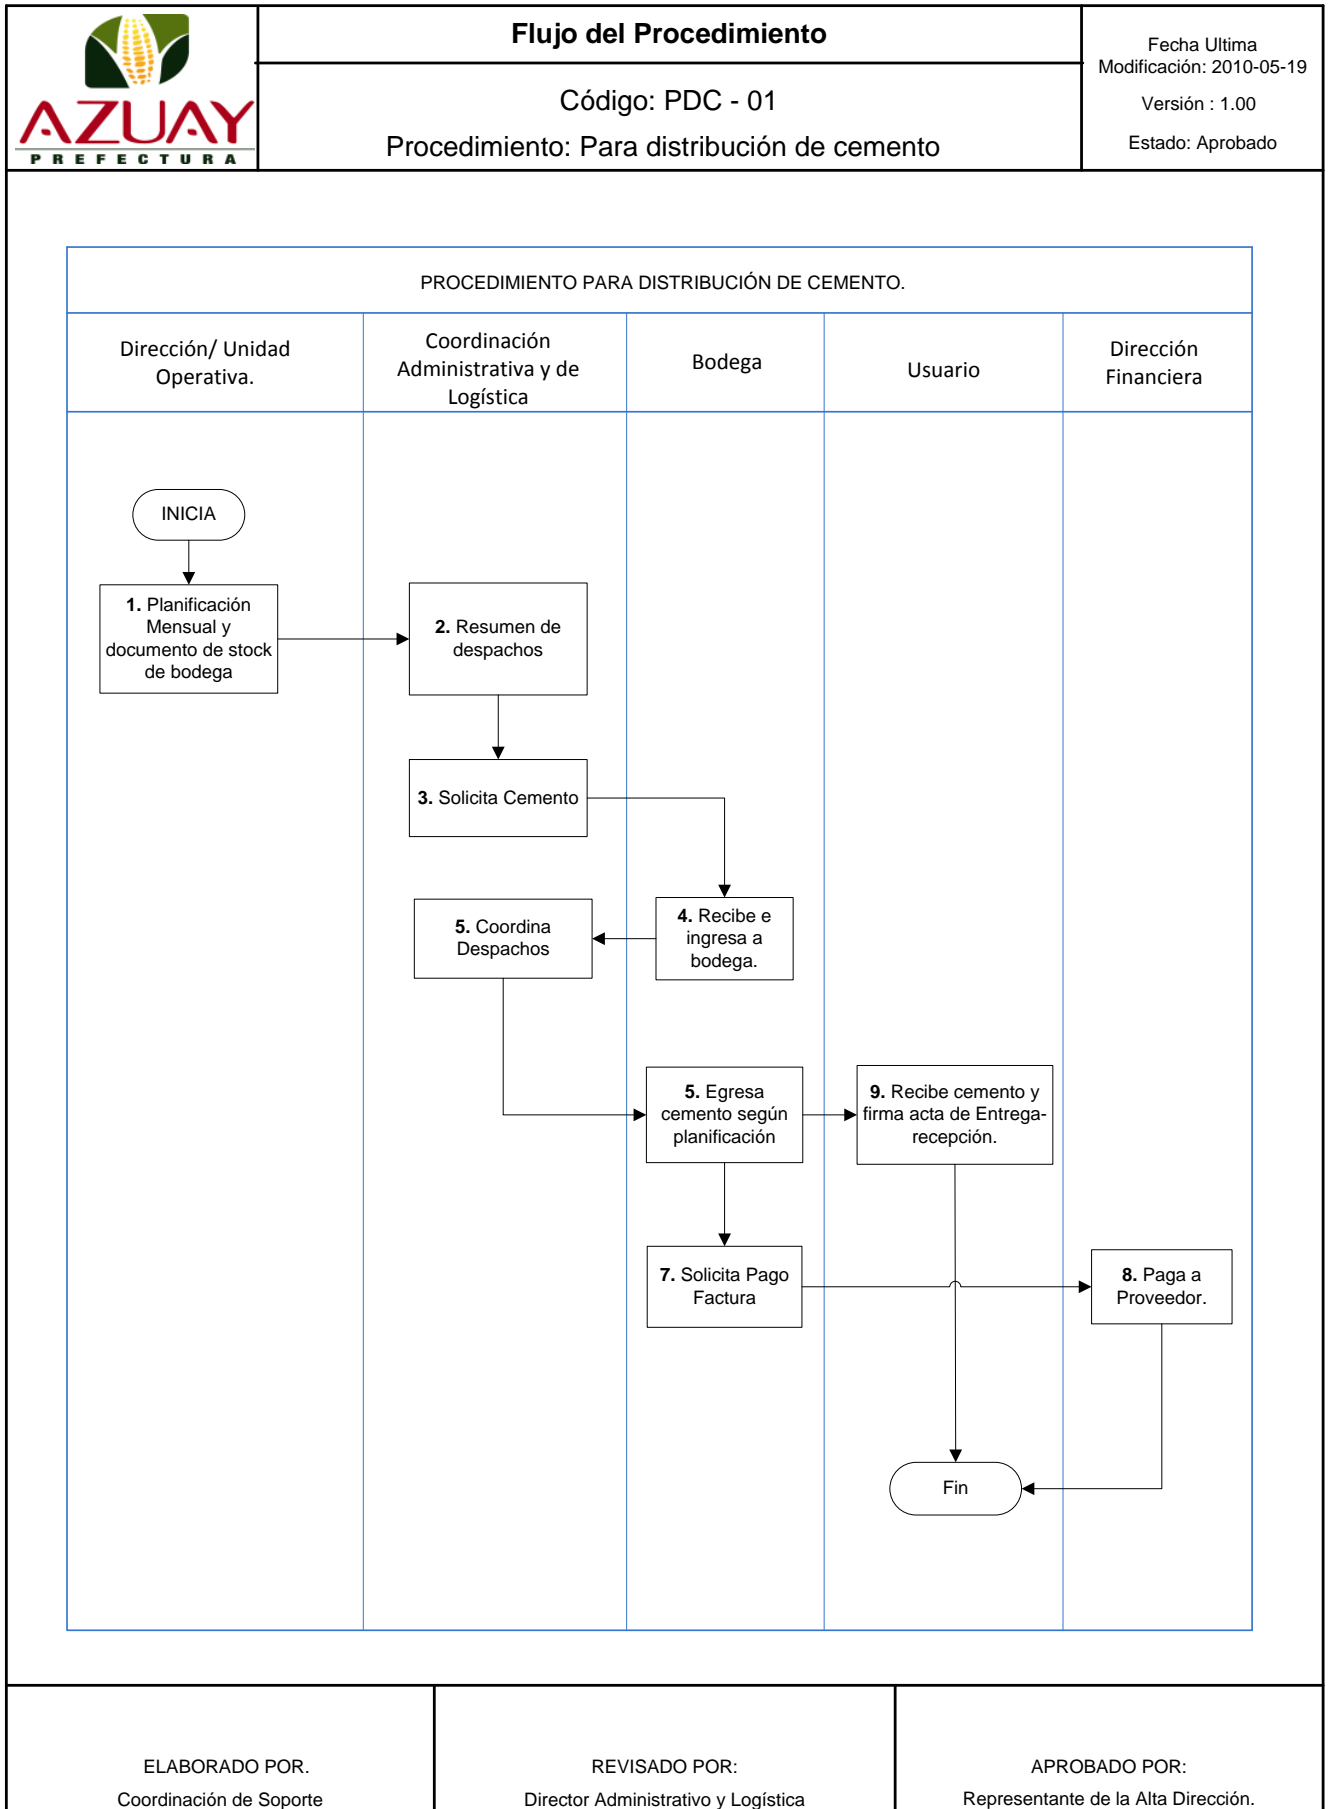 AZUAY
PREFECTURA
Flujo del Procedimiento
Código: PDC - 01
Procedimiento: Para distribución de cemento
Fecha Ultima
Modificación: 2010-05-19
Versión : 1.00
Estado: Aprobado
PROCEDIMIENTO PARA DISTRIBUCIÓN DE CEMENTO.
Dirección/ Unidad
Operativa.
Coordinación
Administrativa y de
Logística
Bodega
Usuario
Dirección
Financiera
INICIA
1. Planificación
Mensual y
documento de stock
de bodega
2. Resumen de
despachos
3. Solicita Cemento
4. Recibe e
ingresa a
bodega.
5. Coordina
Despachos
5. Egresa
cemento según
planificación
9. Recibe cemento y
firma acta de Entrega-
recepción.
7. Solicita Pago
Factura
8. Paga a
Proveedor.
Fin
ELABORADO POR.
Coordinación de Soporte
REVISADO POR:
Director Administrativo y Logística
APROBADO POR:
Representante de la Alta Dirección.